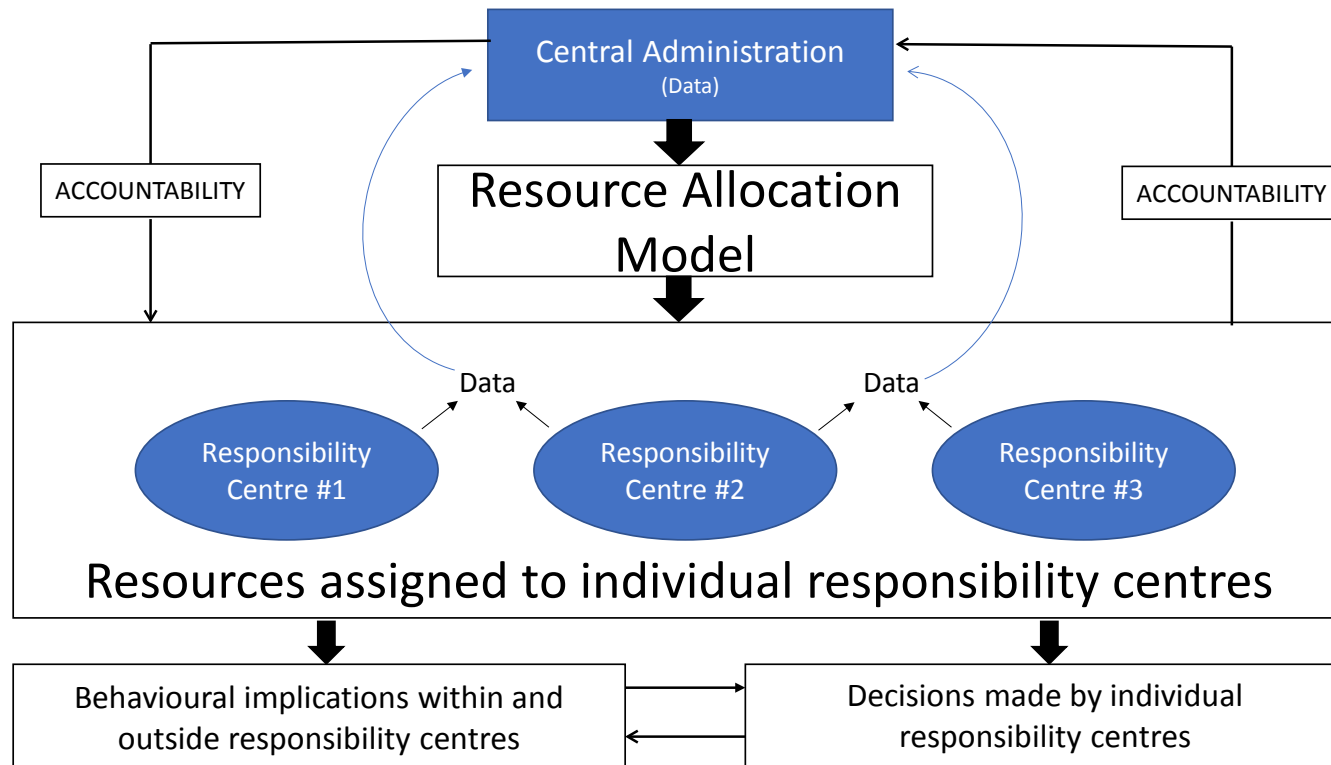 Central Administration
(Data)
ACCOUNTABILITY
Resource Allocation
Model
ACCOUNTABILITY
Data
Data
Responsibility
Centre #1
Responsibility
Centre #2
Responsibility
Centre #3
Resources assigned to individual responsibility centres
Behavioural implications within and
outside responsibility centres
Decisions made by individual
responsibility centres